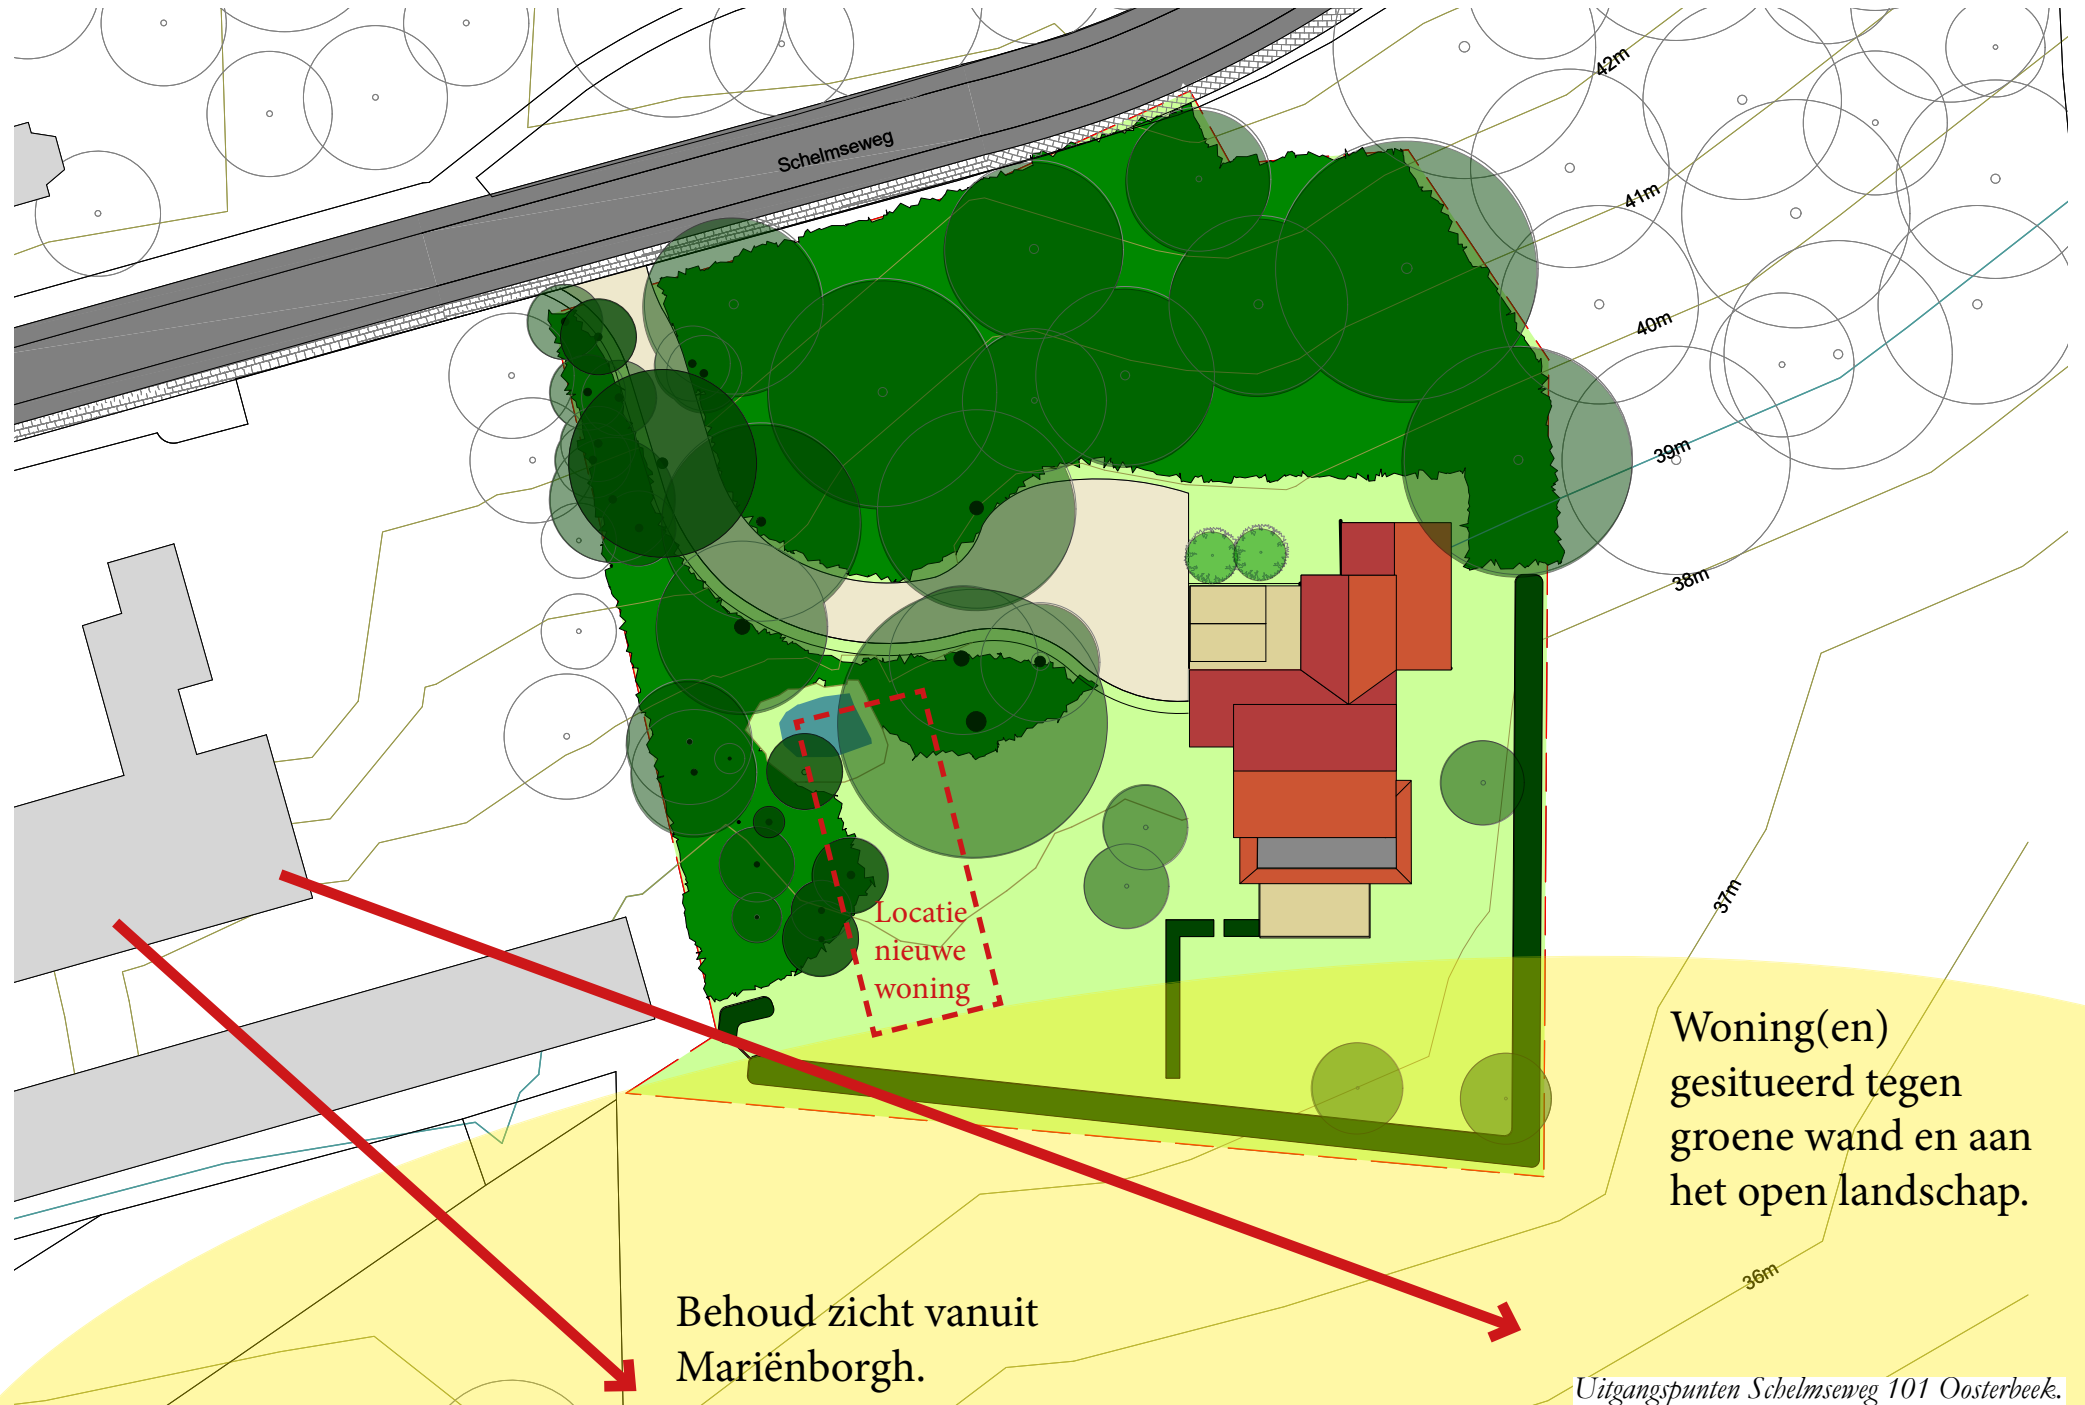 Schelmseweg
42m
41m
40m
39m
38m
37m
36m
Locatie
nieuwe
woning
Woning(en)
gesitueerd tegen
groene wand en aan
het open landschap.
Behoud zicht vanuit
Mariënborgh.
Uitgangspunten Schelmseweg 101 Oosterbeek.